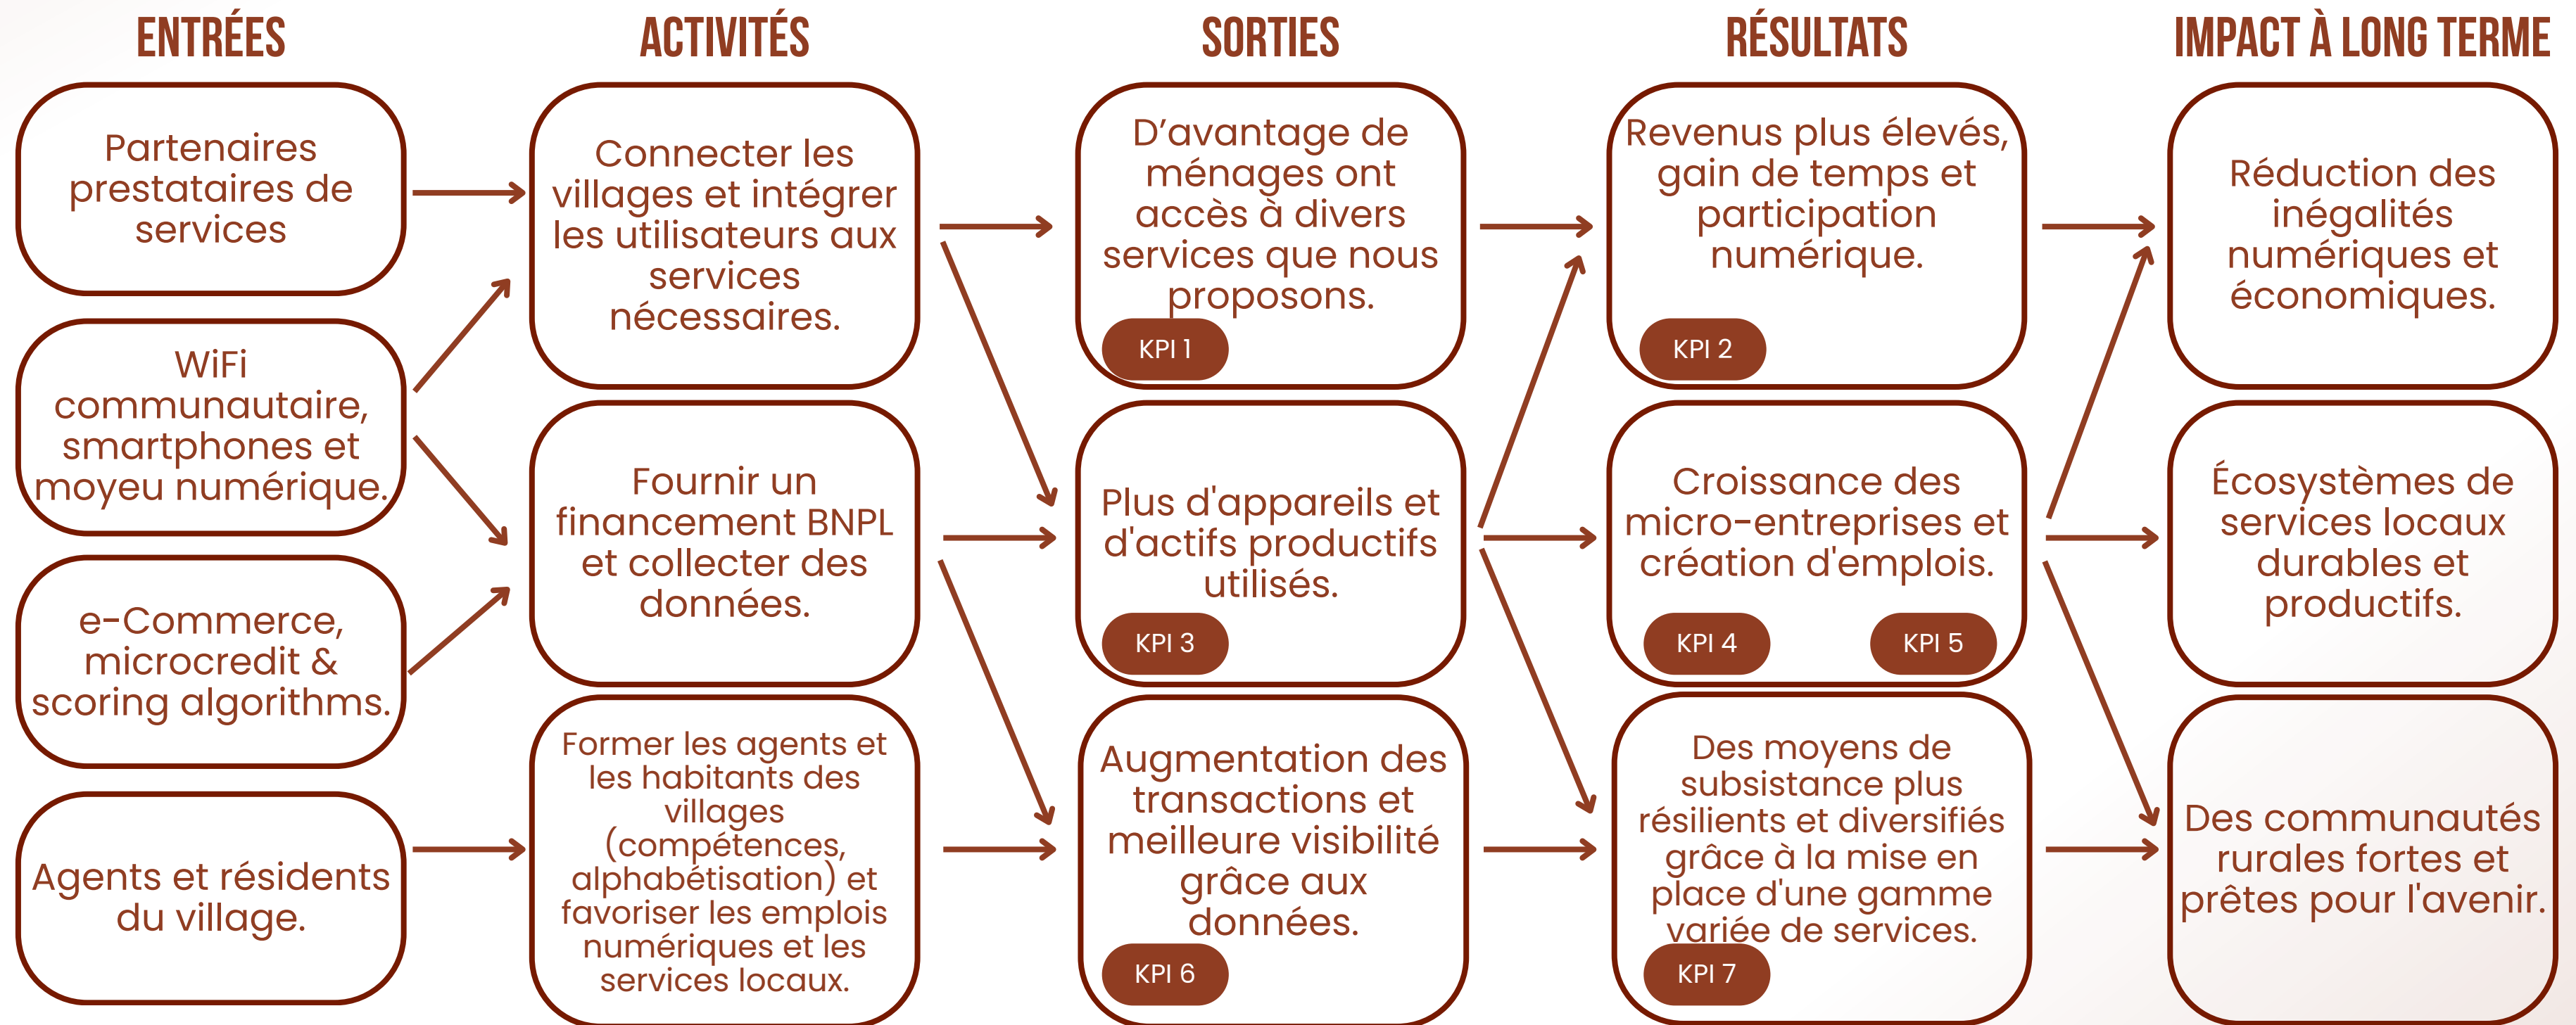 ENTRÉES
Partenaires
prestataires de
services
WiFi
communautaire,
smartphones et
moyeu numérique.
e-Commerce,
microcredit &
scoring algorithms.
Agents et résidents
du village.
ACTIVITÉS
Connecter les
villages et intégrer
les utilisateurs aux
services
nécessaires.
Fournir un
financement BNPL
et collecter des
données.
Former les agents et
les habitants des
villages
(compétences,
alphabétisation) et
favoriser les emplois
numériques et les
services locaux.
SORTIES
D’avantage de
ménages ont
accès à divers
services que nous
proposons.
KPI 1
Plus d'appareils et
d'actifs productifs
utilisés.
KPI 3
Augmentation des
transactions et
meilleure visibilité
grâce aux
données.
KPI 6
RÉSULTATS
Revenus plus élevés,
gain de temps et
participation
numérique.
KPI 2
Croissance des
micro-entreprises et
création d'emplois.
KPI 4
KPI 5
Des moyens de
subsistance plus
résilients et diversifiés
grâce à la mise en
place d'une gamme
variée de services.
KPI 7
IMPACT À LONG TERME
Réduction des
inégalités
numériques et
économiques.
Écosystèmes de
services locaux
durables et
productifs.
Des communautés
rurales fortes et
prêtes pour l'avenir.